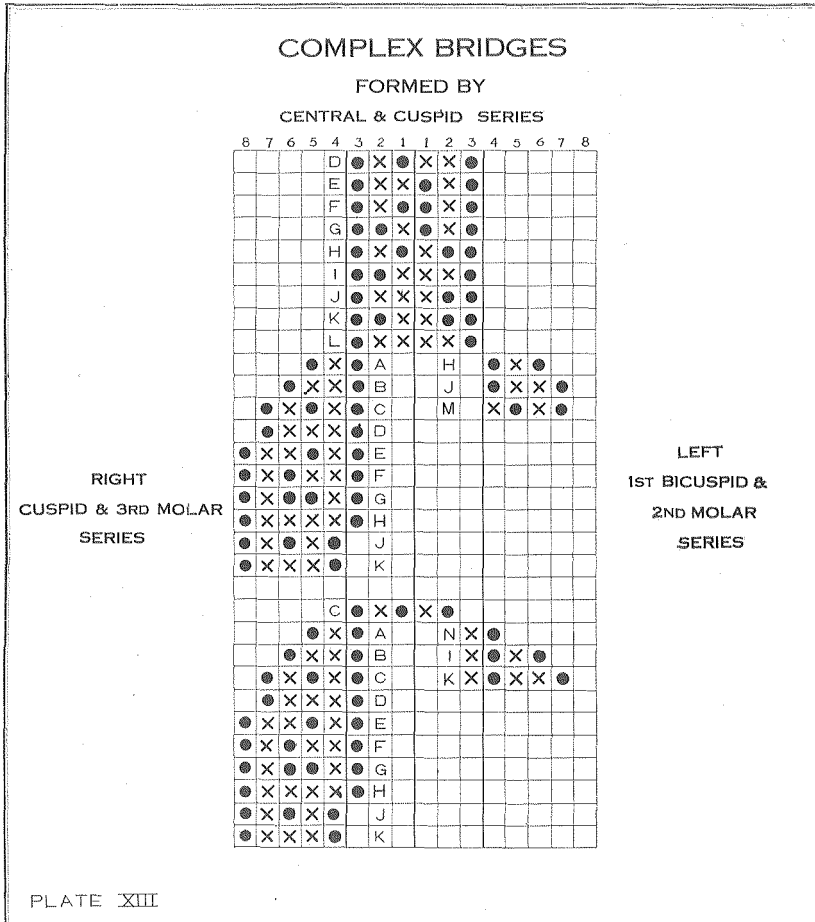 COMPLEX BRIDGES
FORMED BY
CENTRAL & CUSPID SERIES
8 7 6 5 4 3 2 1 1 2 3 4 5 6 7 8
D ● X ● X X ●
E ● X X ● X ●
F ● X ● ● X ●
G ● ● X ● X ●
H ● X ● X ● ●
I ● ● X X X ●
J ● X X X ● ●
K ● ● X X ● ●
L ● X X X X ●
● X ● A H ● X ●
● X X ● B J ● X X ●
● X ● X ● C M X ● X ●
● X X X ● D
● X X ● X ● E
● X ● X X ● F
● X ● ● X ● G
● X X X X ● H
● X ● X ● J
● X X X ● K
C ● X ● X ●
● X ● A N X ●
● X X ● B I X ● X ●
● X ● X ● C K X ● X X ●
● X X X ● D
● X X ● X ● E
● X ● X X ● F
● X ● ● X ● G
● X X X X ● H
● X ● X ● J
● X X X ● K
RIGHT
CUSPID & 3RD MOLAR
SERIES
LEFT
1ST BICUSPID &
2ND MOLAR
SERIES
PLATE XIII